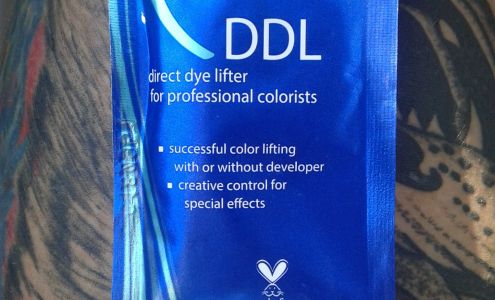 DDL
direct dye lifter
for professional colorists
▪ successful color lifting
with or without developer
▪ creative control for
special effects